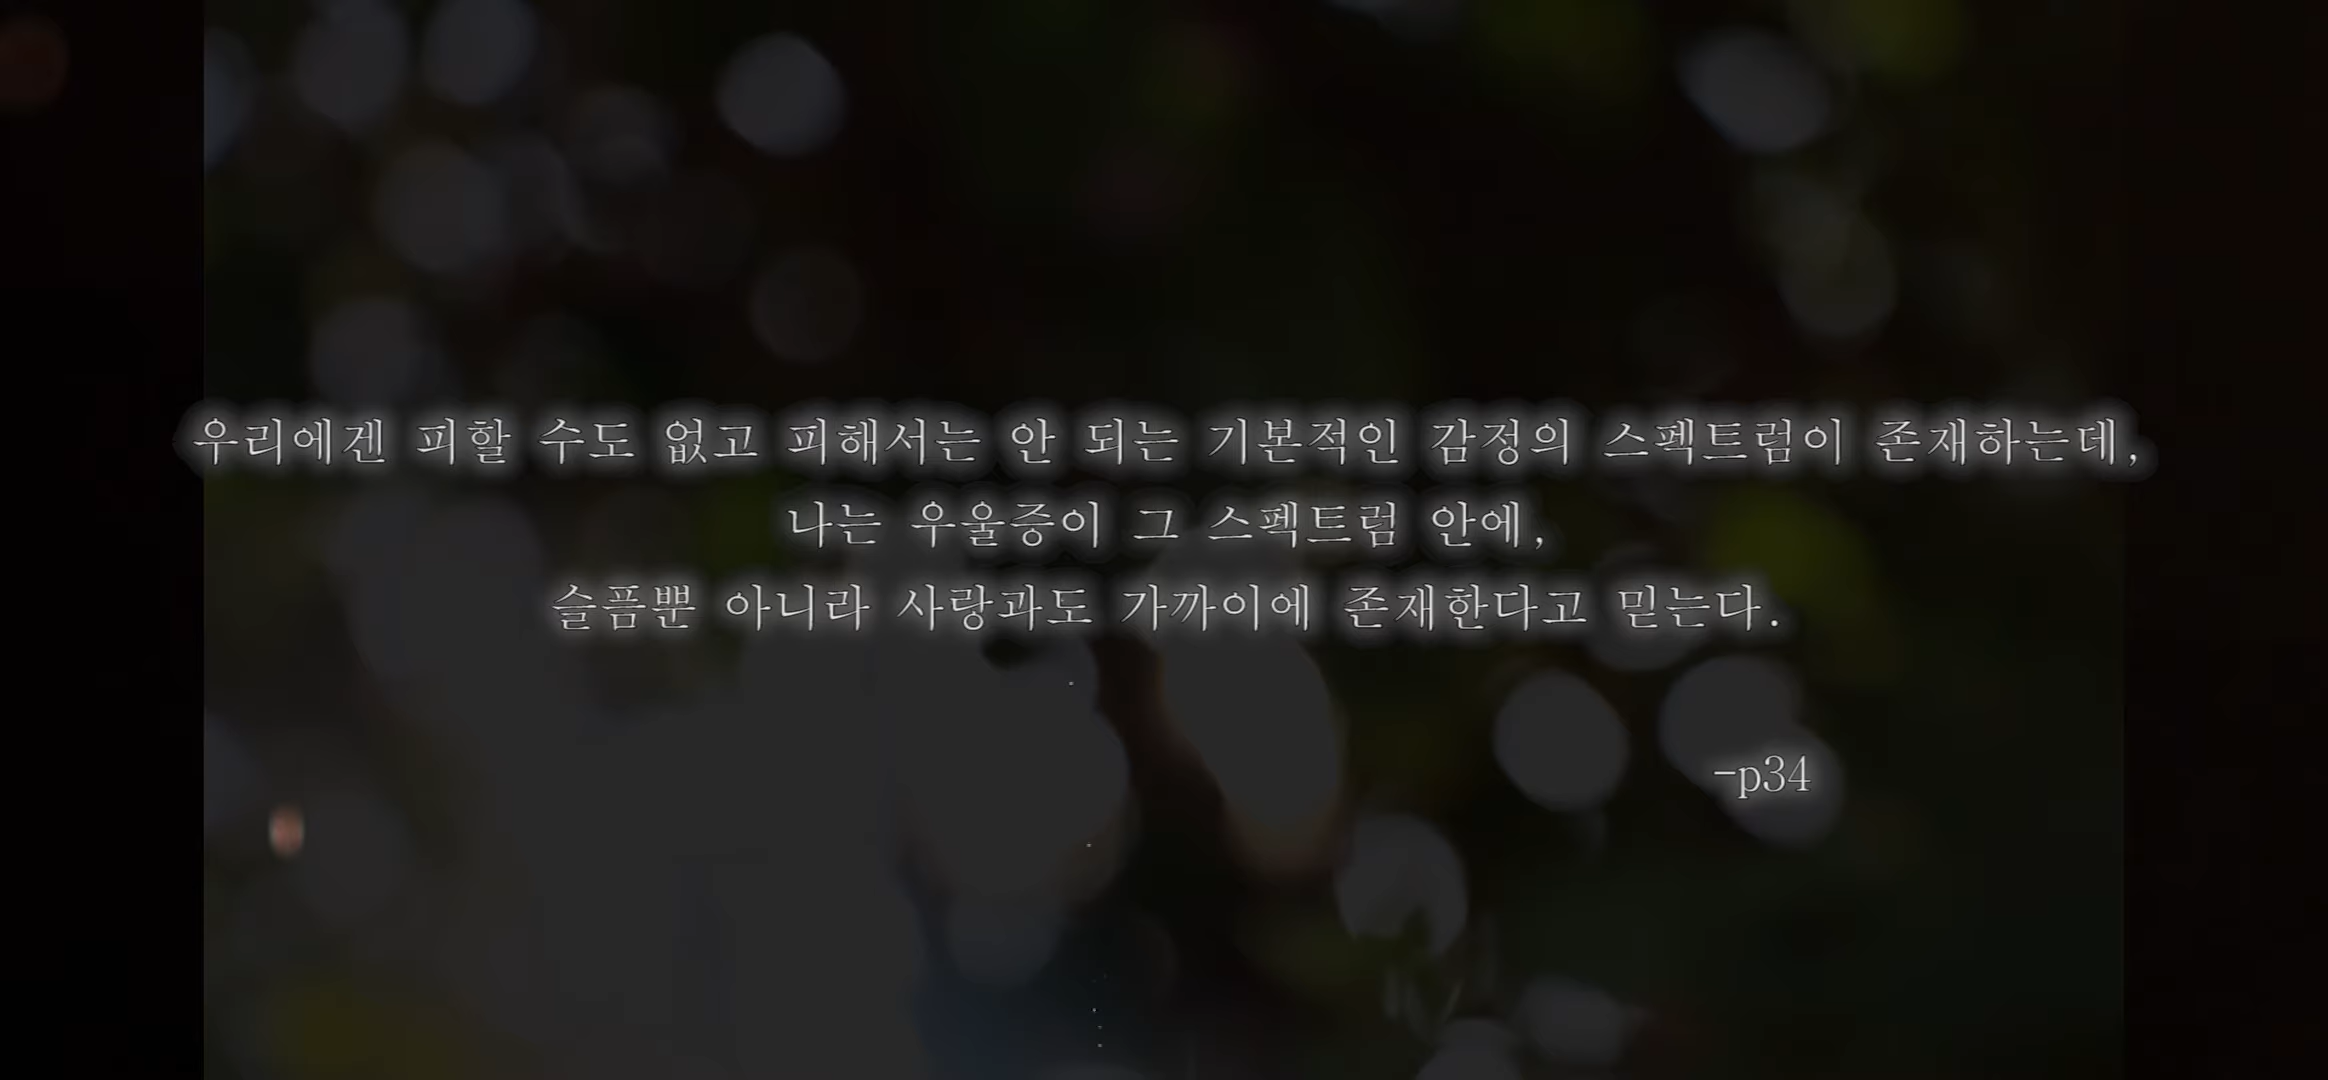 우리에겐 피할 수도 없고 피해서는 안 되는 기본적인 감정의 스펙트럼이 존재하는데,
나는 우울증이 그 스펙트럼 안에,
슬픔뿐 아니라 사랑과도 가까이에 존재한다고 믿는다.
-p34